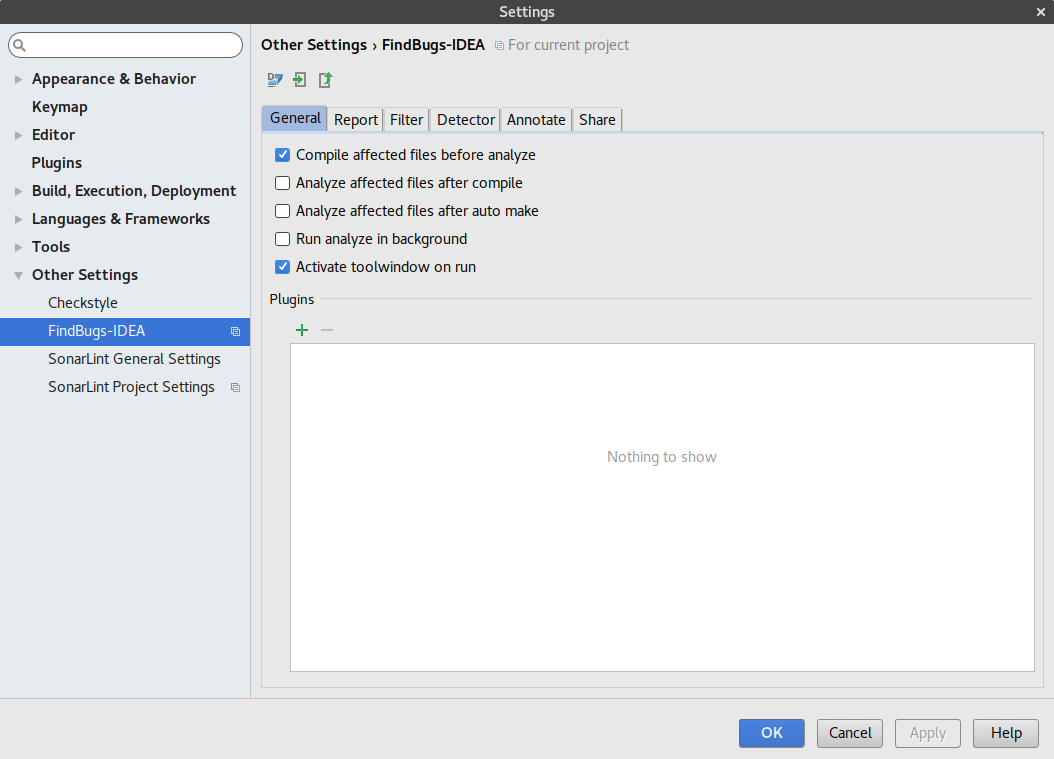 Settings
Other Settings › FindBugs-IDEA For current project
Appearance & Behavior
Keymap
Editor
Plugins
Build, Execution, Deployment
Languages & Frameworks
Tools
Other Settings
Checkstyle
FindBugs-IDEA
SonarLint General Settings
SonarLint Project Settings
General Report Filter Detector Annotate Share
Compile affected files before analyze
Analyze affected files after compile
Analyze affected files after auto make
Run analyze in background
Activate toolwindow on run
Plugins
Nothing to show
OK Cancel Apply Help